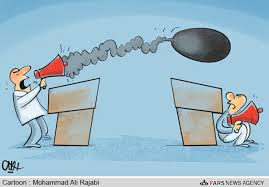 Cartoon : Mohammad Ali Rajabi
FARS NEWS AGENCY